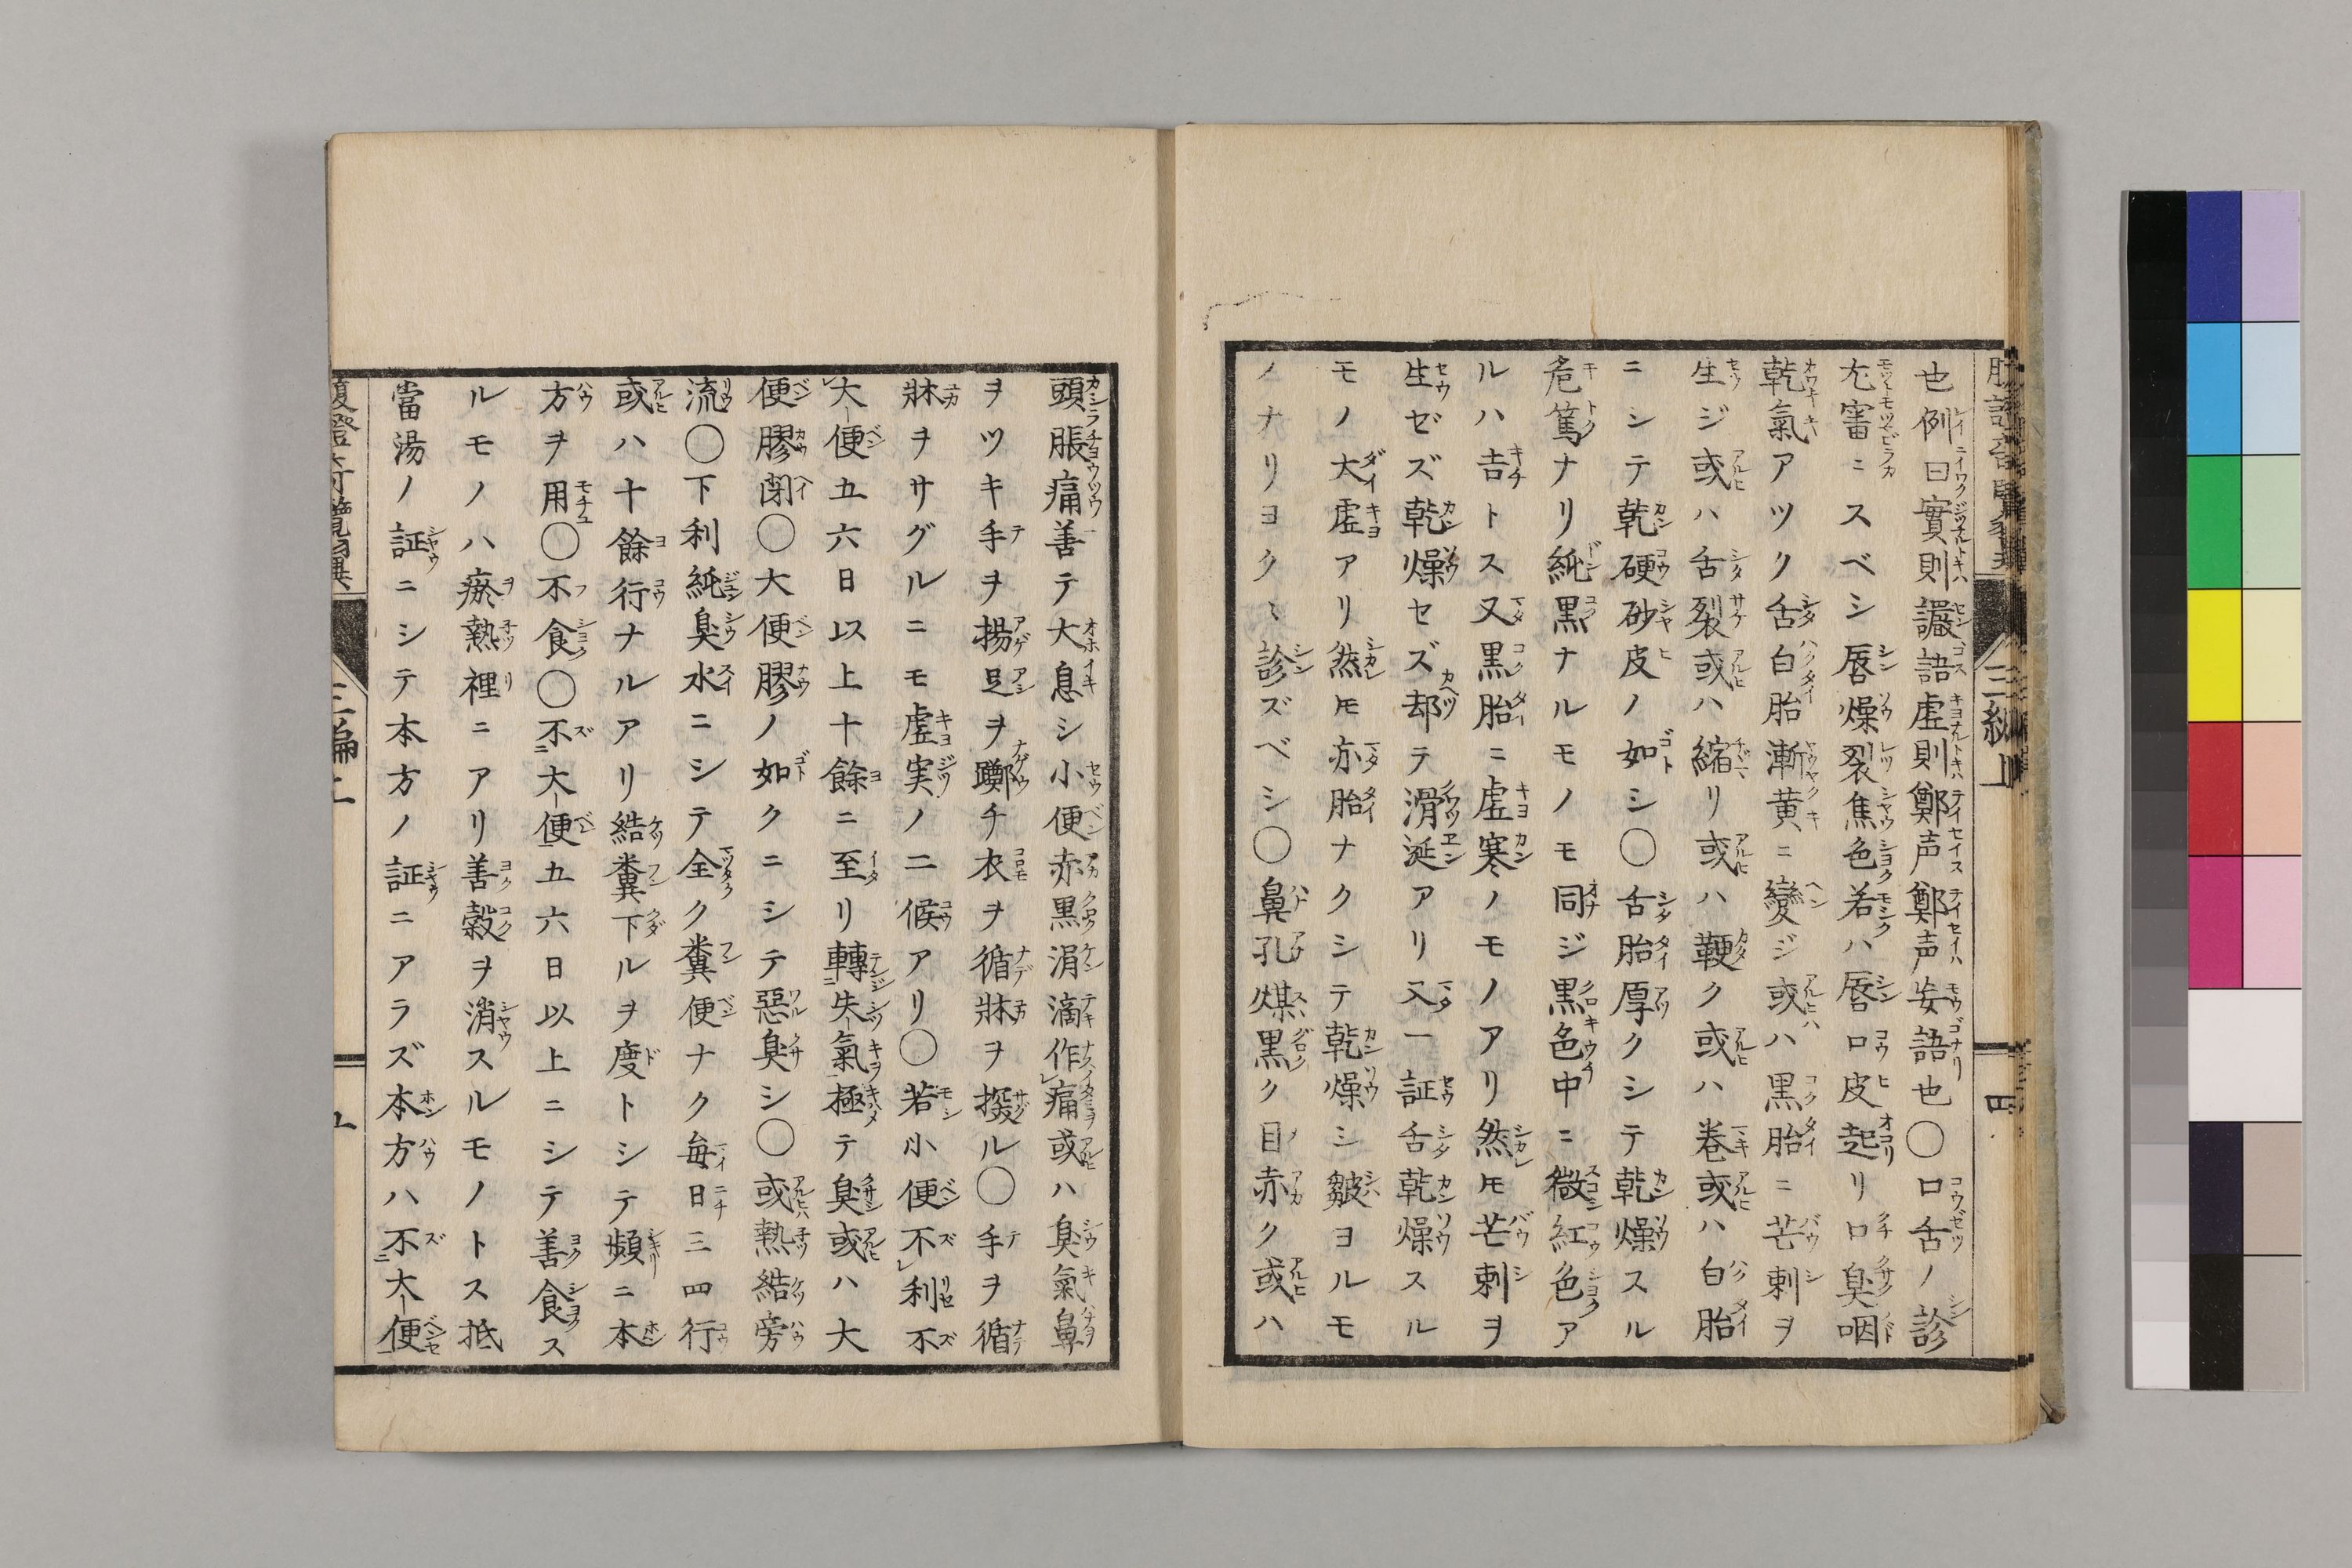 也例曰實則讝語虚則鄭声鄭声妄語也〇口舌ノ診
尤審ニスベシ唇燥裂焦色若ハ唇口皮起リ口臭咽
乾氣アツク舌白胎漸黄ニ變ジ或ハ黒胎ニ芒刺ヲ
生ジ或ハ舌裂或ハ縮リ或ハ鞕ク或ハ巻或ハ白胎
ニシテ乾硬砂皮ノ如シ〇舌胎厚クシテ乾燥スル
危篤ナリ純黒ナルモノモ同ジ黒色中ニ微紅色ア
ルハ吉トス又黒胎ニ虚寒ノモノアリ然𪜈芒刺ヲ
生ゼズ乾燥セズ却テ滑涎アリ又一証舌乾燥スル
モノ大虚アリ然𪜈亦胎ナクシテ乾燥シ皺ヨルモ
ノナリヨクヽ診ズベシ〇鼻孔煤黒ク目赤ク或ハ
三編上
四
頭脹痛善テ大息シ小便赤黒涓滴作痛或ハ臭氣鼻
ヲツキ手ヲ揚足ヲ躑チ衣ヲ循牀ヲ撰ル〇手ヲ循
牀ヲサグルニモ虚実ノ二候アリ〇若小便不利不
大便五六日以上十餘ニ至リ轉失氣極テ臭或ハ大
便膠閉〇大便膠ノ如クニシテ惡臭シ〇或熱結旁
流〇下利純臭水ニシテ全ク糞便ナク毎日三四行
或ハ十餘行ナルアリ結糞下ルヲ度トシテ頻ニ本
方ヲ用〇不食〇不大便五六日以上ニシテ善食ス
ルモノハ瘀熱裡ニアリ善穀ヲ消スルモノトス抵
當湯ノ証ニシテ本方ノ証ニアラズ本方ハ不大便